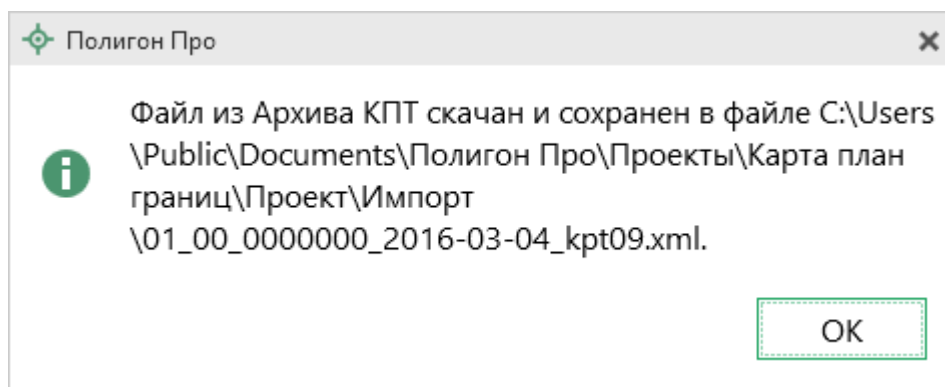 Полигон Про
Файл из Архива КПТ скачан и сохранен в файле C:\Users
\Public\Documents\Полигон Про\Проекты\Карта план
границ\Проект\Импорт
\01_00_0000000_2016-03-04_kpt09.xml.
OK